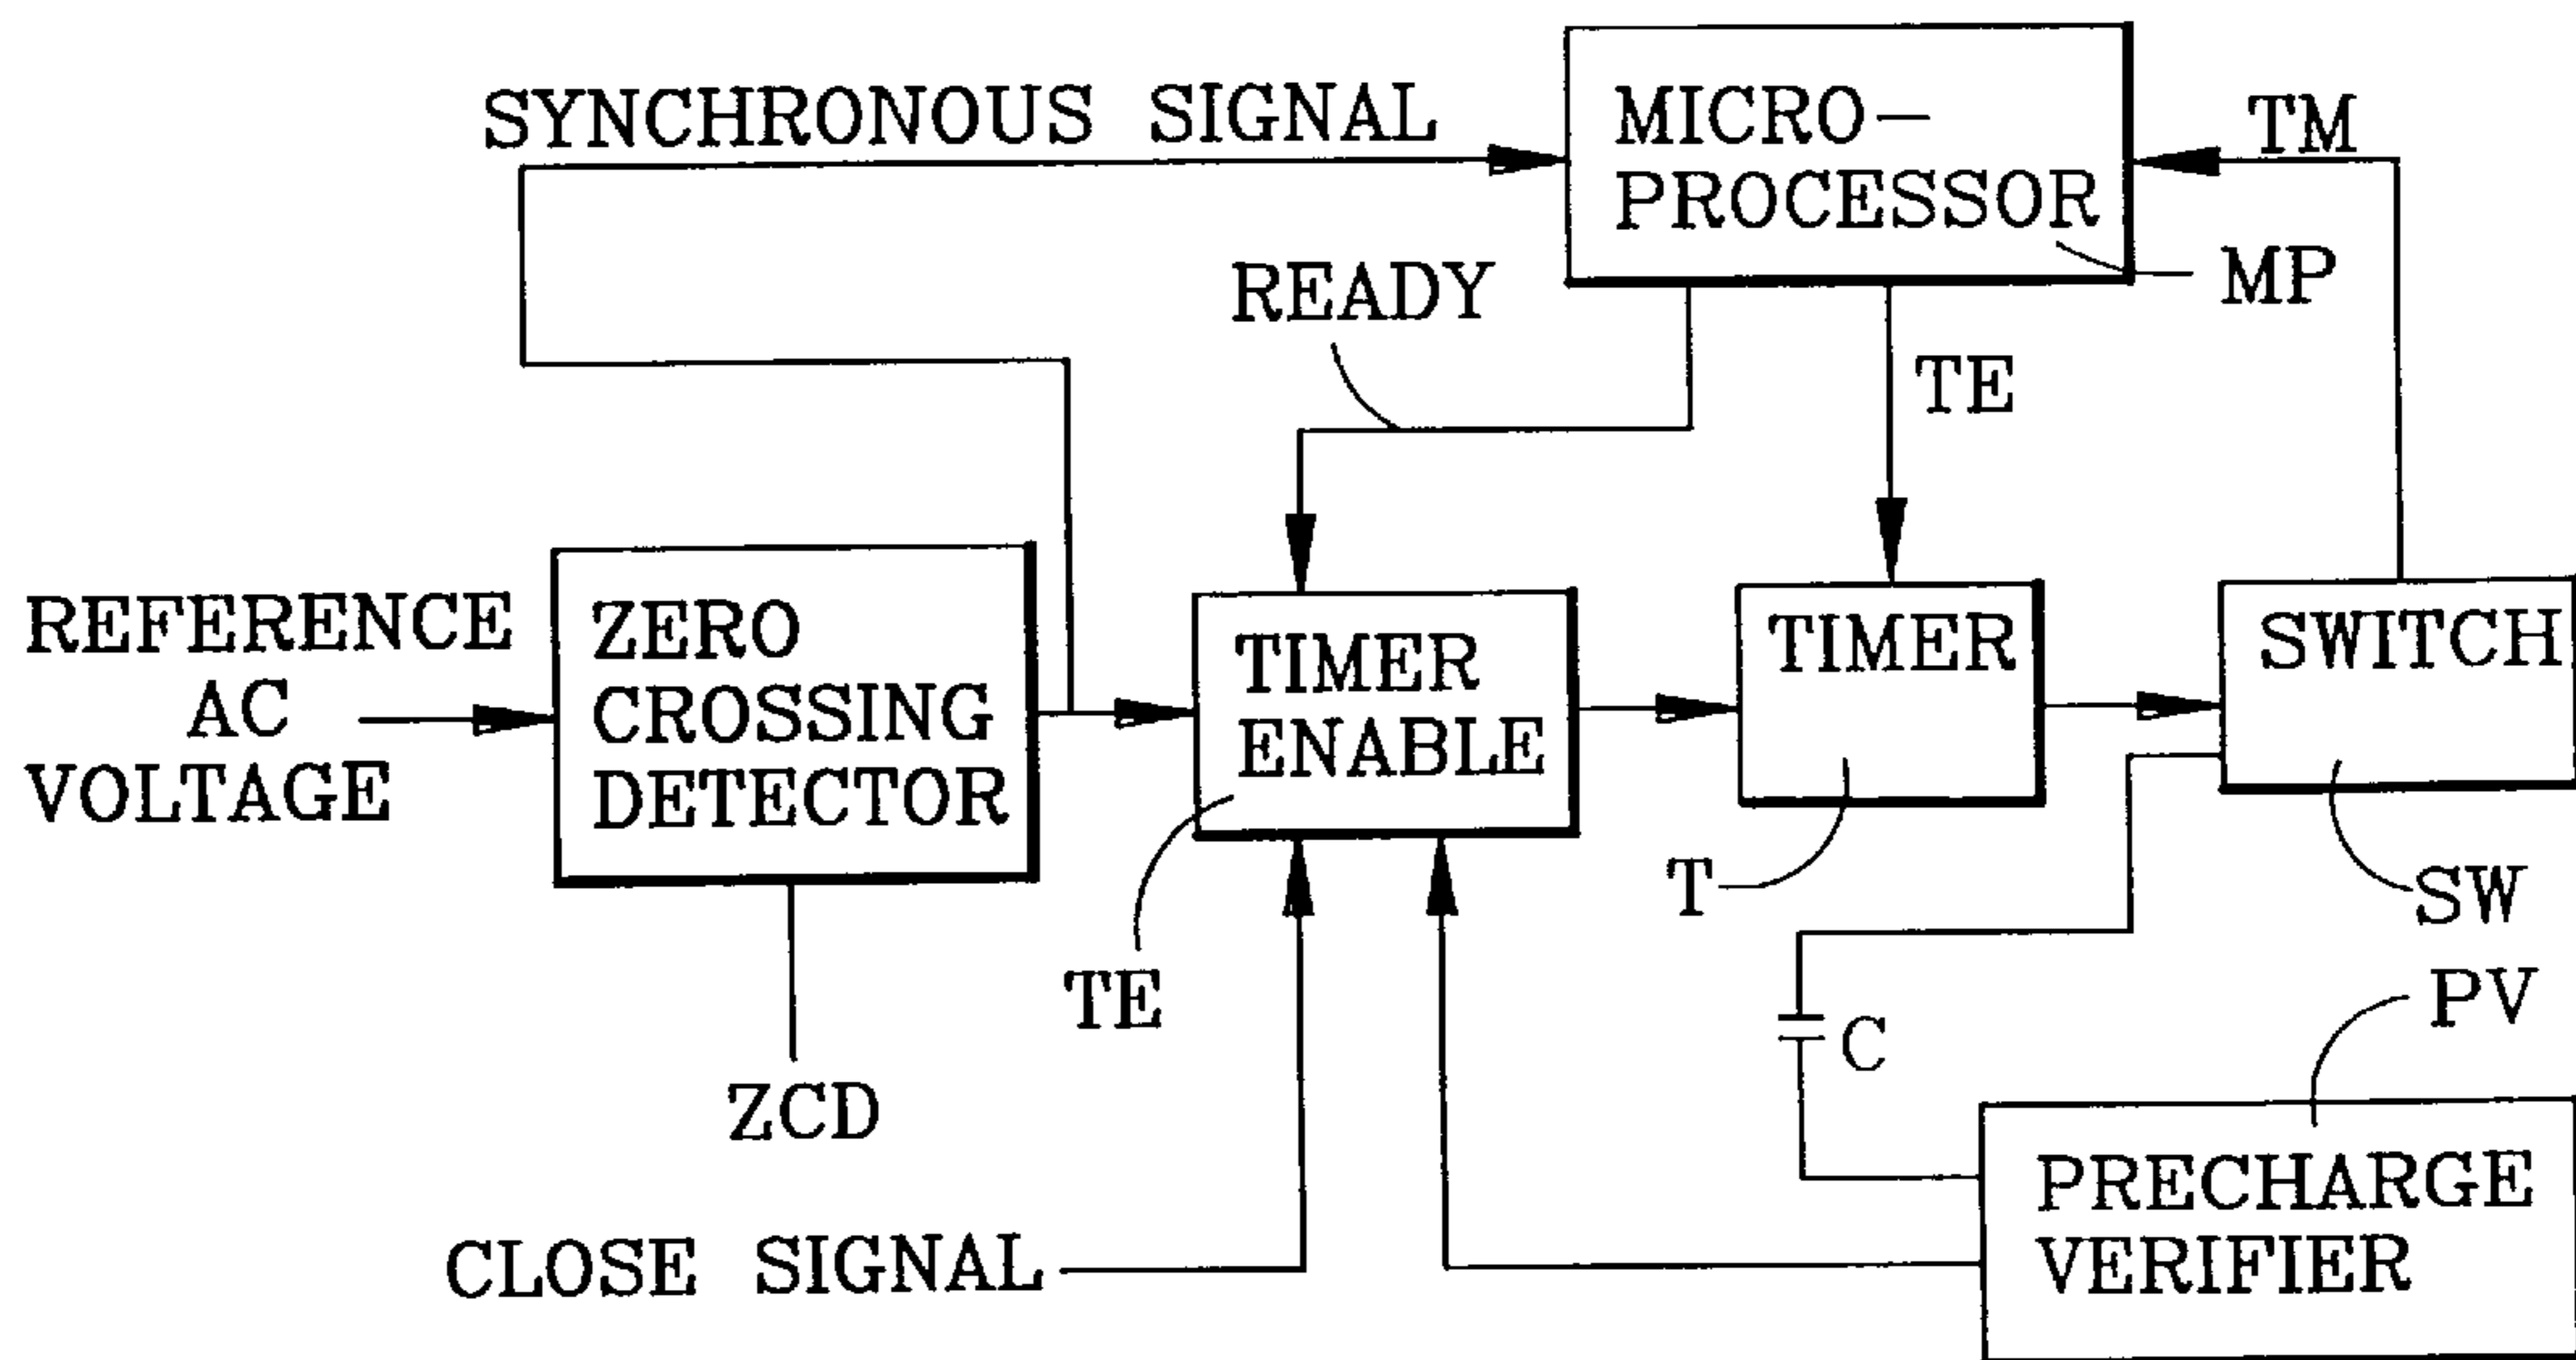 SYNCHRONOUS SIGNAL
MICRO-
PROCESSOR
TM
MP
READY
TE
REFERENCE
AC
VOLTAGE
ZERO
CROSSING
DETECTOR
ZCD
TIMER
ENABLE
TE
TIMER
T
SWITCH
SW
C
PV
PRECHARGE
VERIFIER
CLOSE SIGNAL